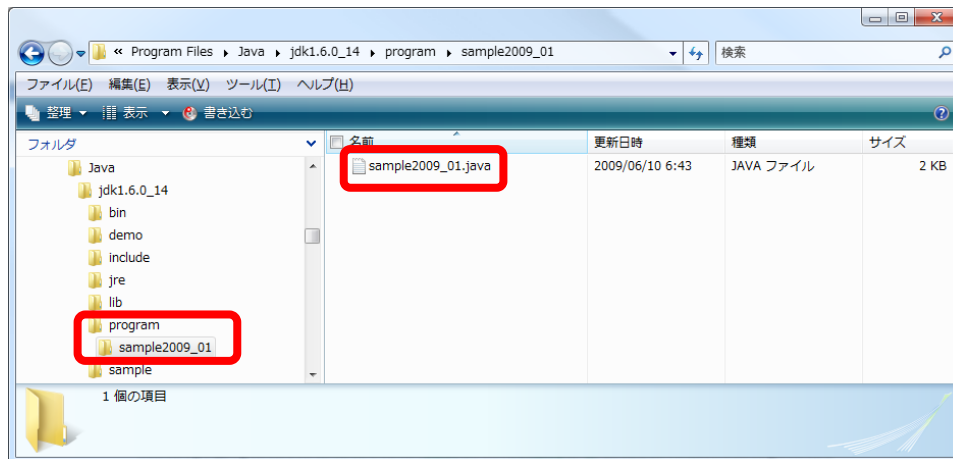 « Program Files ▸ Java ▸ jdk1.6.0_14 ▸ program ▸ sample2009_01 検索
ファイル(F) 編集(E) 表示(V) ツール(T) ヘルプ(H)
整理 表示 書き込む
フォルダ 名前 更新日時 種類 サイズ
Java sample2009_01.java 2009/06/10 6:43 JAVA ファイル 2 KB
jdk1.6.0_14
bin
demo
include
jre
lib
program
sample2009_01
sample
1 個の項目